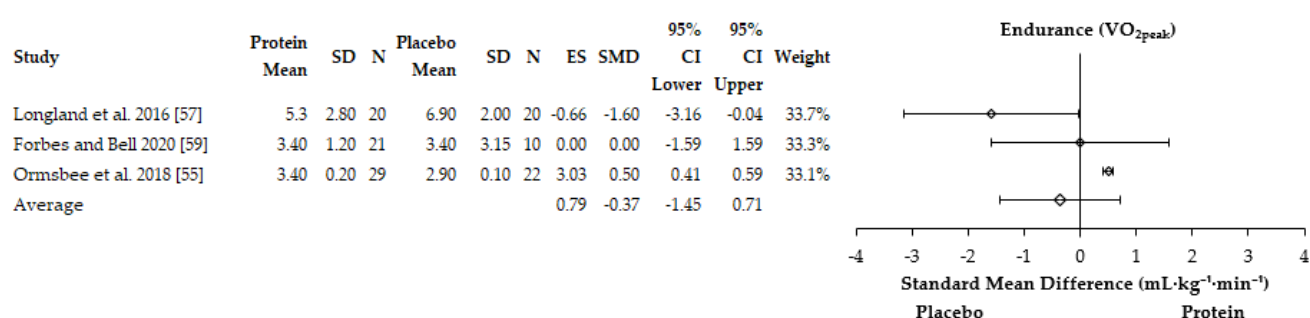 Study Protein Mean SD N Placebo Mean SD N ES SMD 95% CI Lower 95% CI Upper Weight
Longland et al. 2016 [57] 5.3 2.80 20 6.90 2.00 20 -0.66 -1.60 -3.16 -0.04 33.7%
Forbes and Bell 2020 [59] 3.40 1.20 21 3.40 3.15 10 0.00 0.00 -1.59 1.59 33.3%
Ormsbee et al. 2018 [55] 3.40 0.20 29 2.90 0.10 22 3.03 0.50 0.41 0.59 33.1%
Average 0.79 -0.37 -1.45 0.71
Endurance (VO₂peak)
-4 -3 -2 -1 0 1 2 3 4
Standard Mean Difference (mL·kg⁻¹·min⁻¹)
Placebo Protein